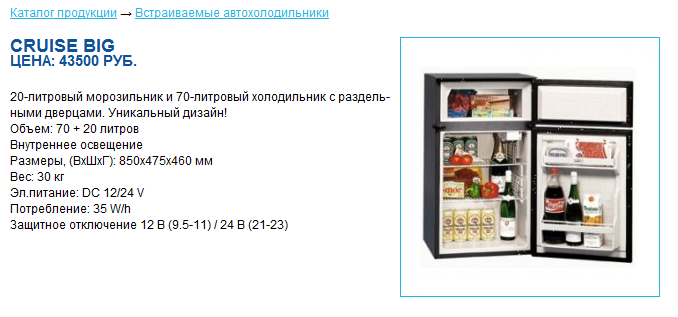 Каталог продукции → Встраиваемые автохолодильники
CRUISE BIG
ЦЕНА: 43500 РУБ.
20-литровый морозильник и 70-литровый холодильник с раздель-
ными дверцами. Уникальный дизайн!
Объем: 70 + 20 литров
Внутреннее освещение
Размеры, (ВхШхГ): 850х475х460 мм
Вес: 30 кг
Эл.питание: DC 12/24 V
Потребление: 35 W/h
Защитное отключение 12 В (9.5-11) / 24 В (21-23)